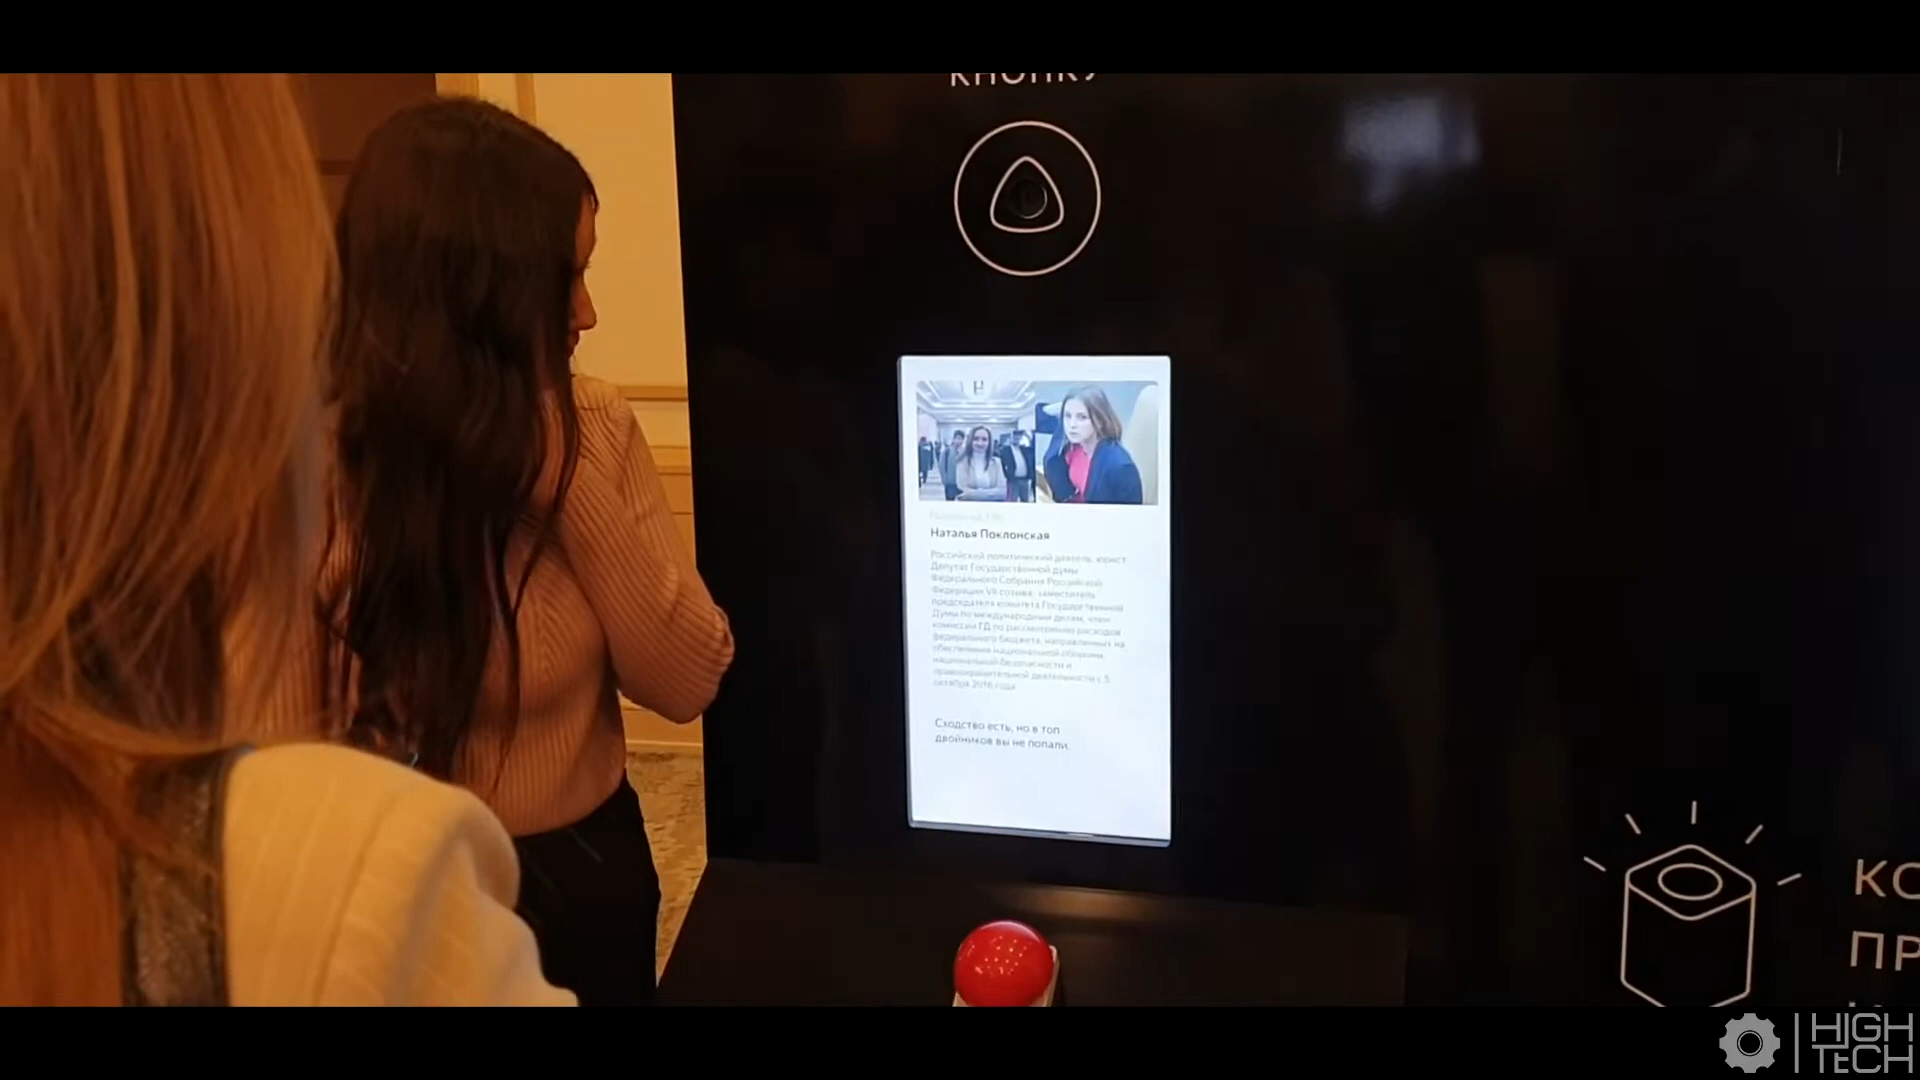 КНОПКУ
Наталья Поклонская
Российский политический деятель, юрист.
Депутат Государственной думы
Федерального Собрания Российской
Федерации VII созыва, заместитель
председателя комитета Государственной
Думы по международным делам, член
комиссии ГД по рассмотрению расходов
федерального бюджета, направленных на
обеспечение национальной обороны,
национальной безопасности и
правоохранительной деятельности с 5
октября 2016 года
Сходство есть, но в топ
двойников вы не попали.
КО
ПР
HIGH
TECH